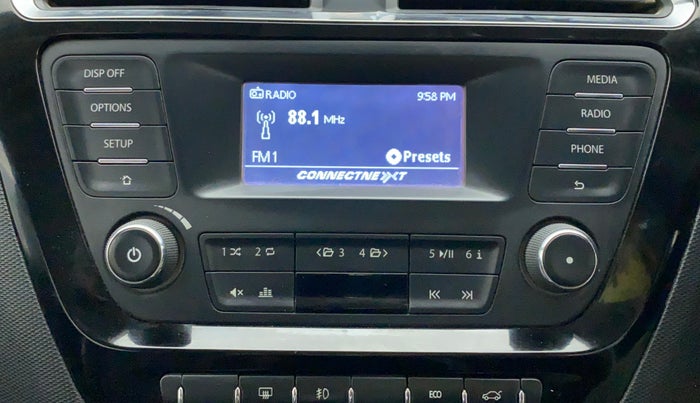 DISP OFF
OPTIONS
SETUP
RADIO 9:58 PM
88.1 MHz
FM1 Presets
CONNECTNEXT
MEDIA
RADIO
PHONE
1 2 3 4 5 6 i
ECO